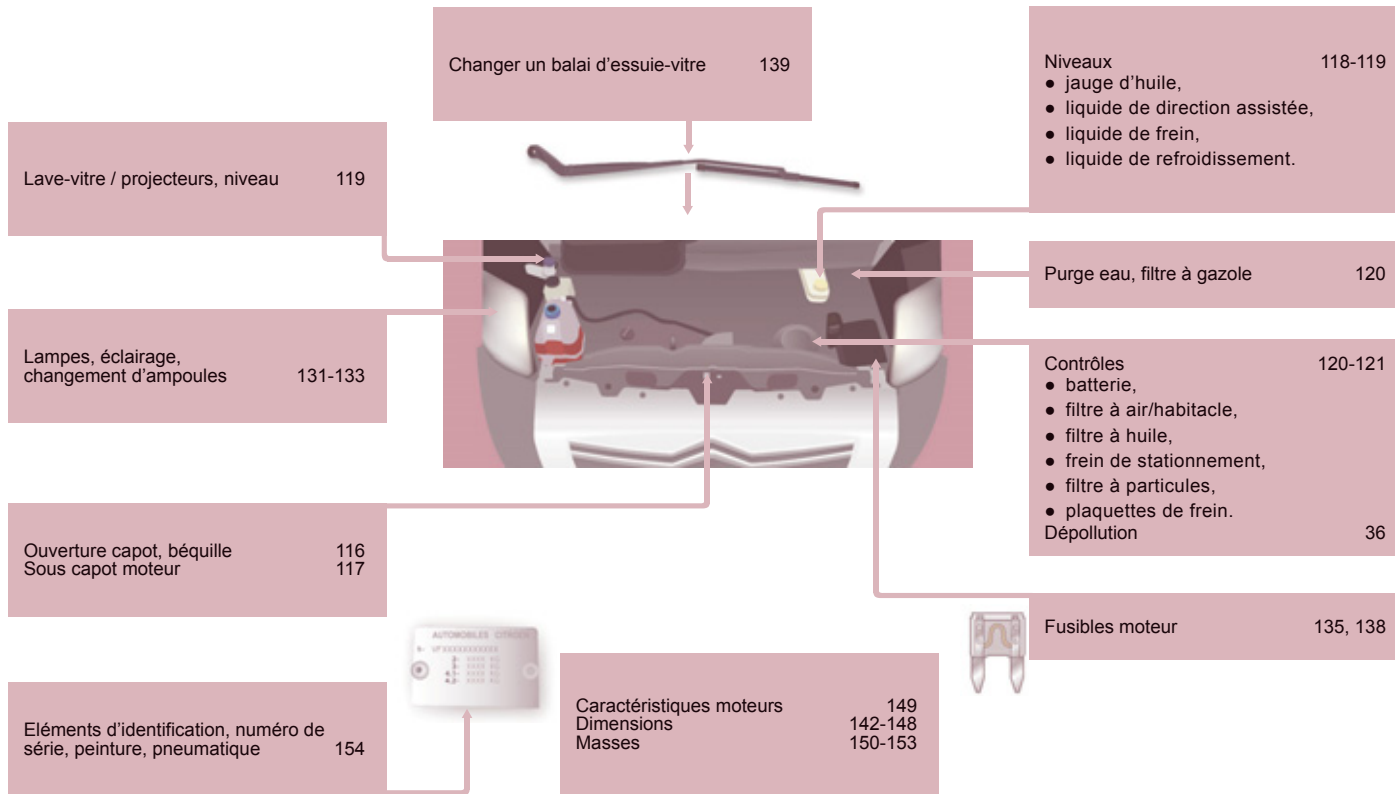 Changer un balai d'essuie-vitre 139
Niveaux 118-119
● jauge d'huile,
● liquide de direction assistée,
● liquide de frein,
● liquide de refroidissement.
Lave-vitre / projecteurs, niveau 119
Purge eau, filtre à gazole 120
Lampes, éclairage,
changement d'ampoules 131-133
Contrôles 120-121
● batterie,
● filtre à air/habitacle,
● filtre à huile,
● frein de stationnement,
● filtre à particules,
● plaquettes de frein.
Dépollution 36
Ouverture capot, béquille 116
Sous capot moteur 117
Fusibles moteur 135, 138
AUTOMOBILES CITROEN
Eléments d'identification, numéro de
série, peinture, pneumatique 154
Caractéristiques moteurs 149
Dimensions 142-148
Masses 150-153